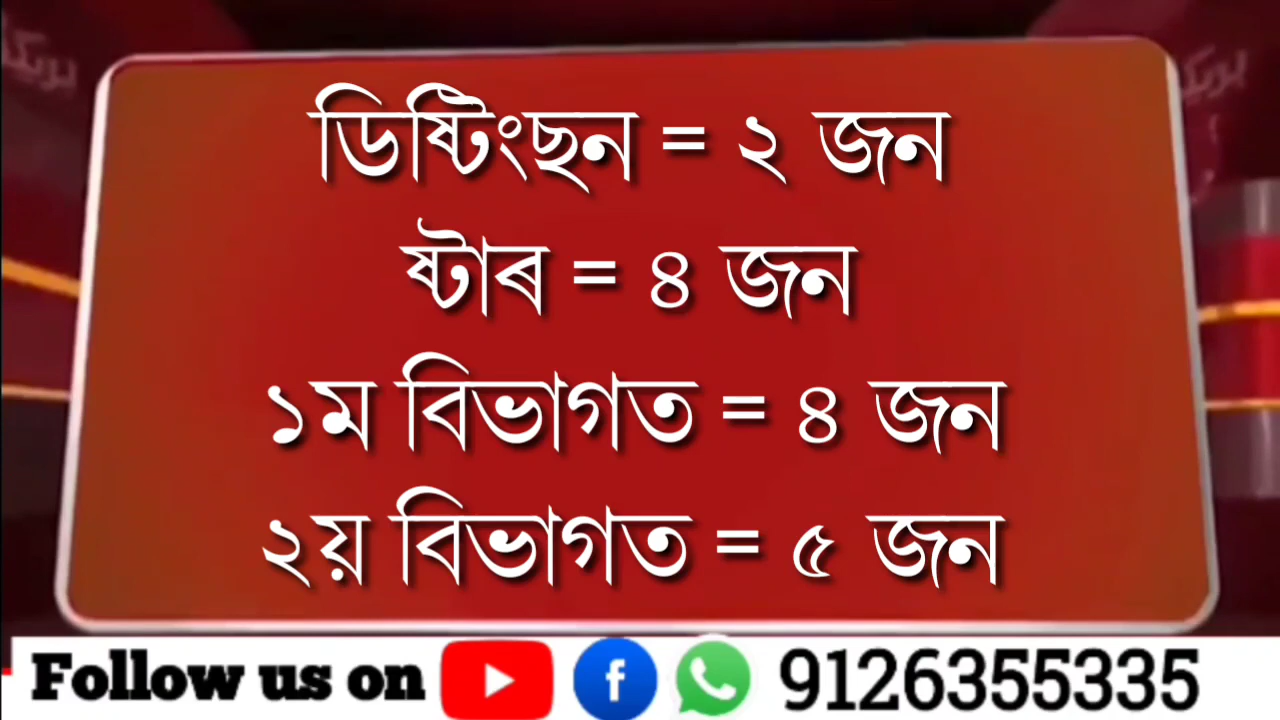 ডিষ্টিংছন = ২ জন
ষ্টাৰ = ৪ জন
১ম বিভাগত = ৪ জন
২য় বিভাগত = ৫ জন
Follow us on 9126355335